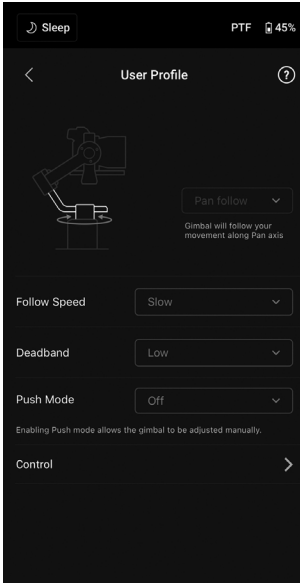 Sleep PTF 45%
User Profile ?
Pan follow
Gimbal will follow your
movement along Pan axis
Follow Speed Slow
Deadband Low
Push Mode Off
Enabling Push mode allows the gimbal to be adjusted manually.
Control